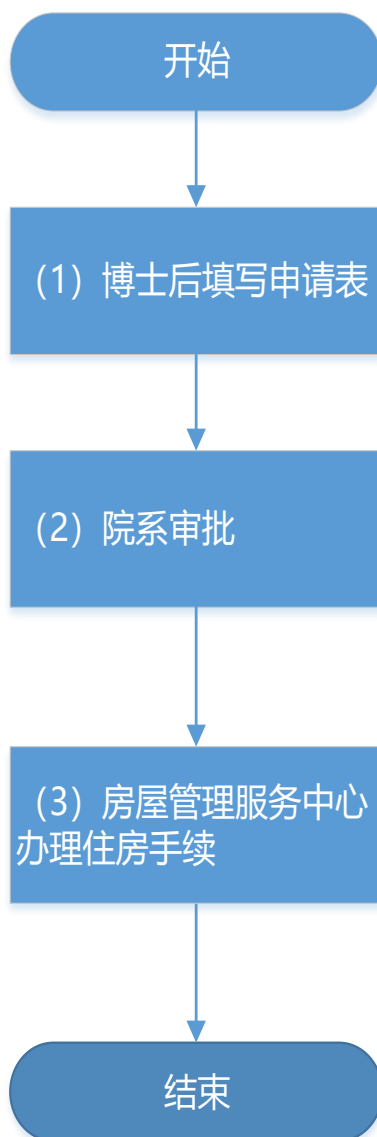 开始
（1）博士后填写申请表
（2）院系审批
（3）房屋管理服务中心
办理住房手续
结束